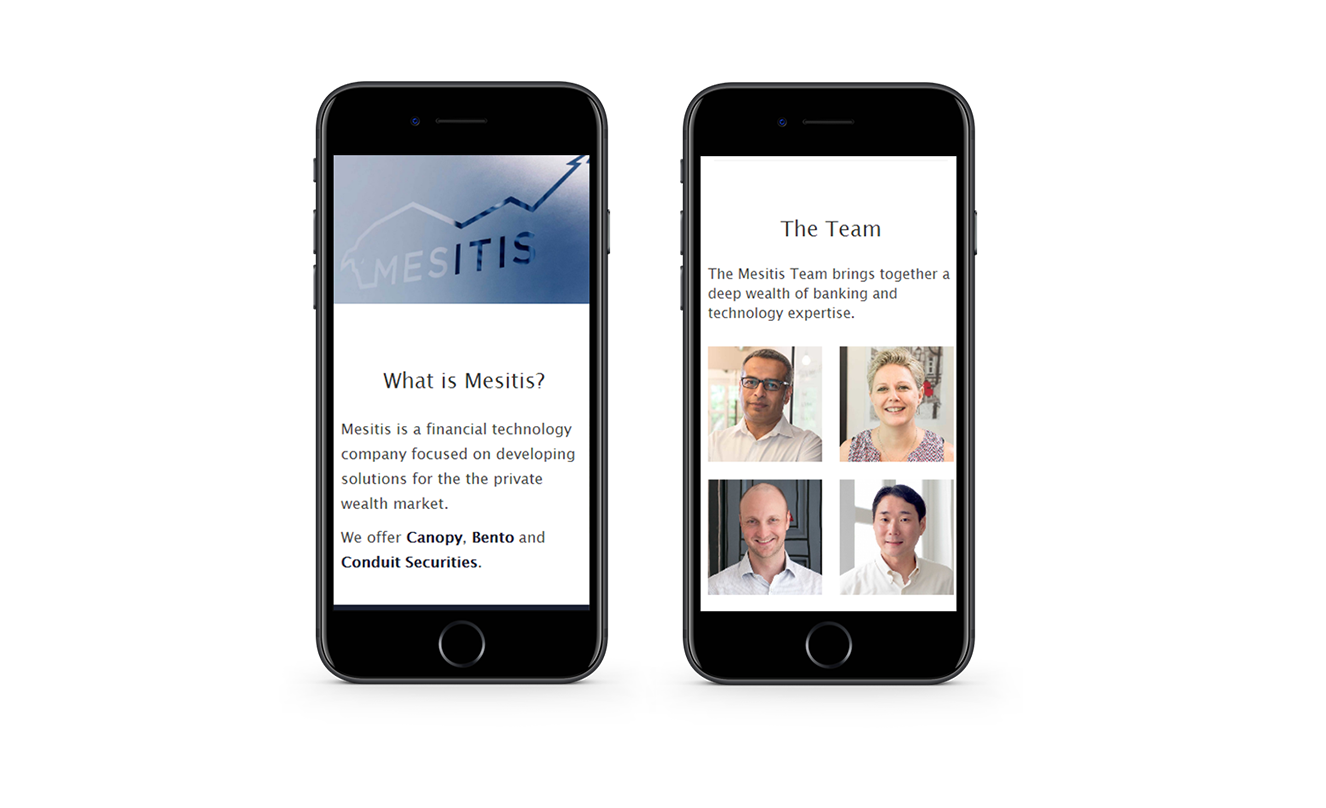 MESITIS
What is Mesitis?
Mesitis is a financial technology
company focused on developing
solutions for the the private
wealth market.
We offer Canopy, Bento and
Conduit Securities.
The Team
The Mesitis Team brings together a
deep wealth of banking and
technology expertise.